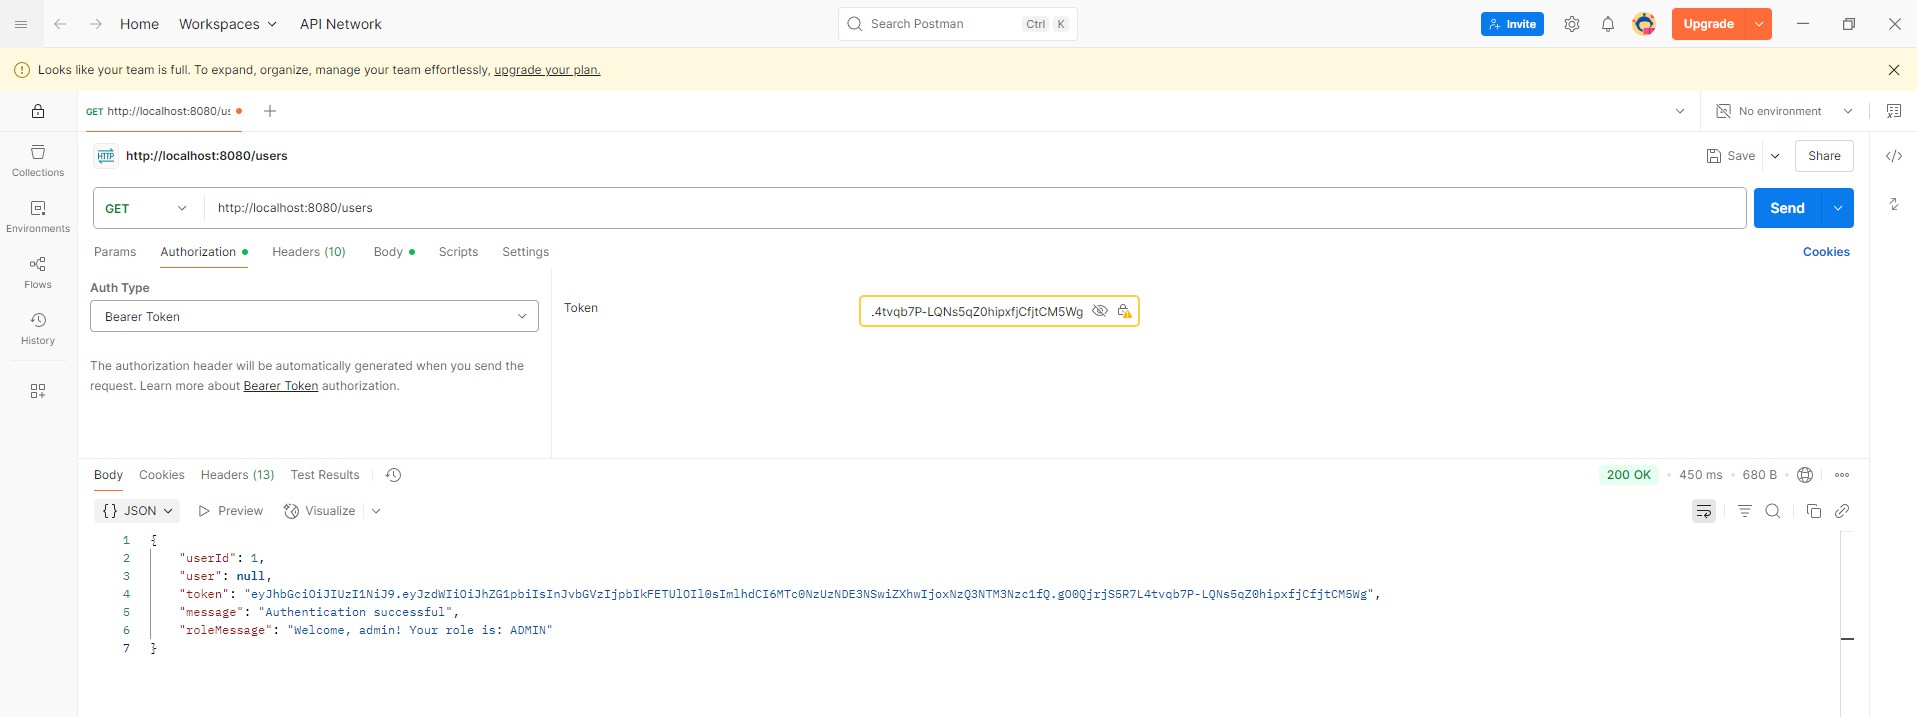 Home Workspaces API Network Search Postman Ctrl K Invite Upgrade
Looks like your team is full. To expand, organize, manage your team effortlessly, upgrade your plan.
GET http://localhost:8080/us No environment
HTTP http://localhost:8080/users Save Share
Collections
GET http://localhost:8080/users Send
Environments
Params Authorization Headers (10) Body Scripts Settings Cookies
Flows
Auth Type
Token .4tvqb7P-LQNs5qZ0hipxfjCfjtCM5Wg
Bearer Token
History
The authorization header will be automatically generated when you send the
request. Learn more about Bearer Token authorization.
Body Cookies Headers (13) Test Results 200 OK • 450 ms • 680 B •
{} JSON Preview Visualize
1 {
2 "userId": 1,
3 "user": null,
4 "token": "eyJhbGciOiJIUzI1NiJ9.eyJzdWIiOiJhZG1pbiIsInJvbGVzIjpbIkFETUlOIl0sImlhdCI6MTc0NzUzNDE3NSwiZXhwIjoxNzQ3NTM3Nzc1fQ.gO0QjrjS5R7L4tvqb7P-LQNs5qZ0hipxfjCfjtCM5Wg",
5 "message": "Authentication successful",
6 "roleMessage": "Welcome, admin! Your role is: ADMIN"
7 }